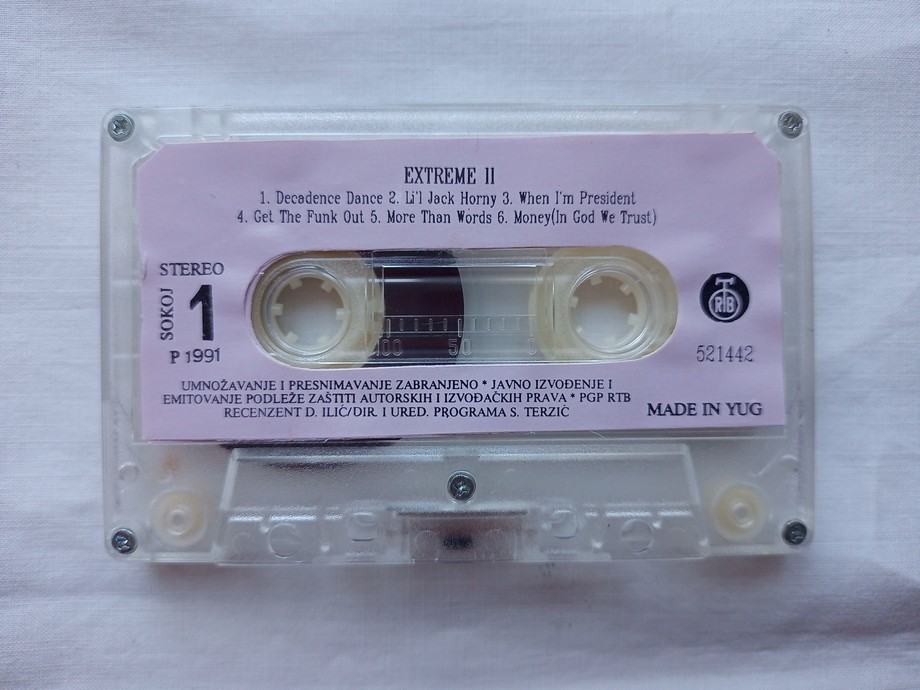 EXTREME II
1. Decadence Dance 2. Li'l Jack Horny 3. When I'm President
4. Get The Funk Out 5. More Than Words 6. Money(In God We Trust)
STEREO
SOKOJ
1
P 1991
RTB
521442
100 50 0
UMNOŽAVANJE I PRESNIMAVANJE ZABRANJENO * JAVNO IZVOĐENJE I
EMITOVANJE PODLEŽE ZAŠTITI AUTORSKIH I IZVOĐAČKIH PRAVA * PGP RTB
RECENZENT D. ILIĆ/DIR. I URED. PROGRAMA S. TERZIĆ
MADE IN YUG